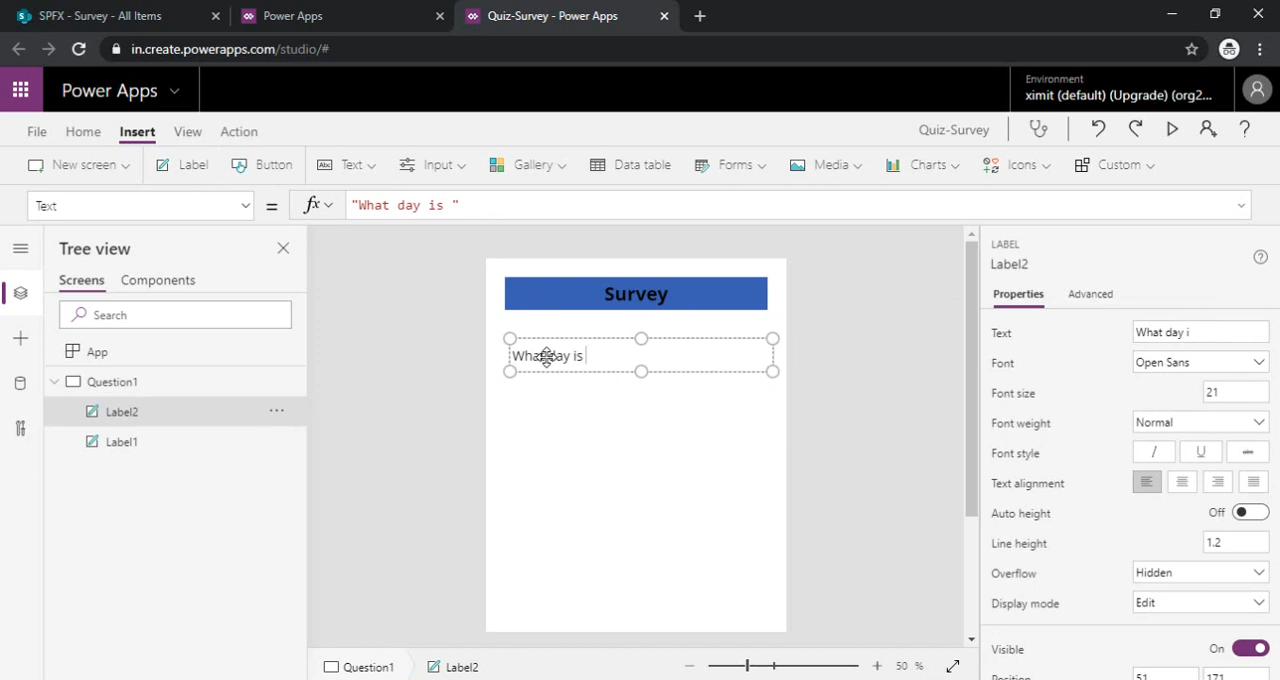 SPFX - Survey - All Items
Power Apps
Quiz-Survey - Power Apps
in.create.powerapps.com/studio/#
Power Apps
Environment
ximit (default) (Upgrade) (org2...
File Home Insert View Action
Quiz-Survey
New screen Label Button Text Input Gallery Data table Forms Media Charts Icons Custom
Text = fx "What day is "
Tree view
Screens Components
Search
App
Question1
Label2 ...
Label1
Survey
What day is
LABEL
Label2
Properties Advanced
Text What day i
Font Open Sans
Font size 21
Font weight Normal
Font style / U abc
Text alignment
Auto height Off
Line height 1.2
Overflow Hidden
Display mode Edit
Visible On
Position 51 171
Question1 Label2
50 %